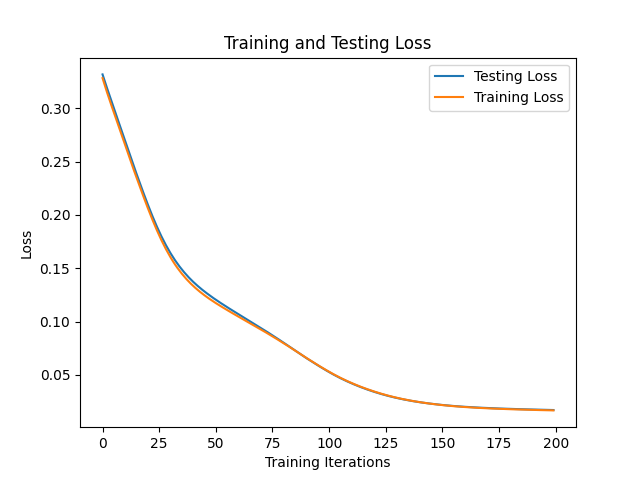 Training and Testing Loss
Testing Loss
Training Loss
0.30
0.25
0.20
0.15
0.10
0.05
Loss
0 25 50 75 100 125 150 175 200
Training Iterations